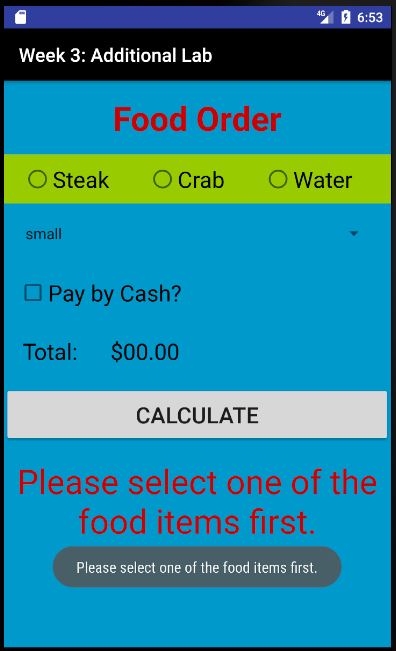 4G 6:53
Week 3: Additional Lab
Food Order
Steak Crab Water
small
Pay by Cash?
Total: $00.00
CALCULATE
Please select one of the
food items first.
Please select one of the food items first.